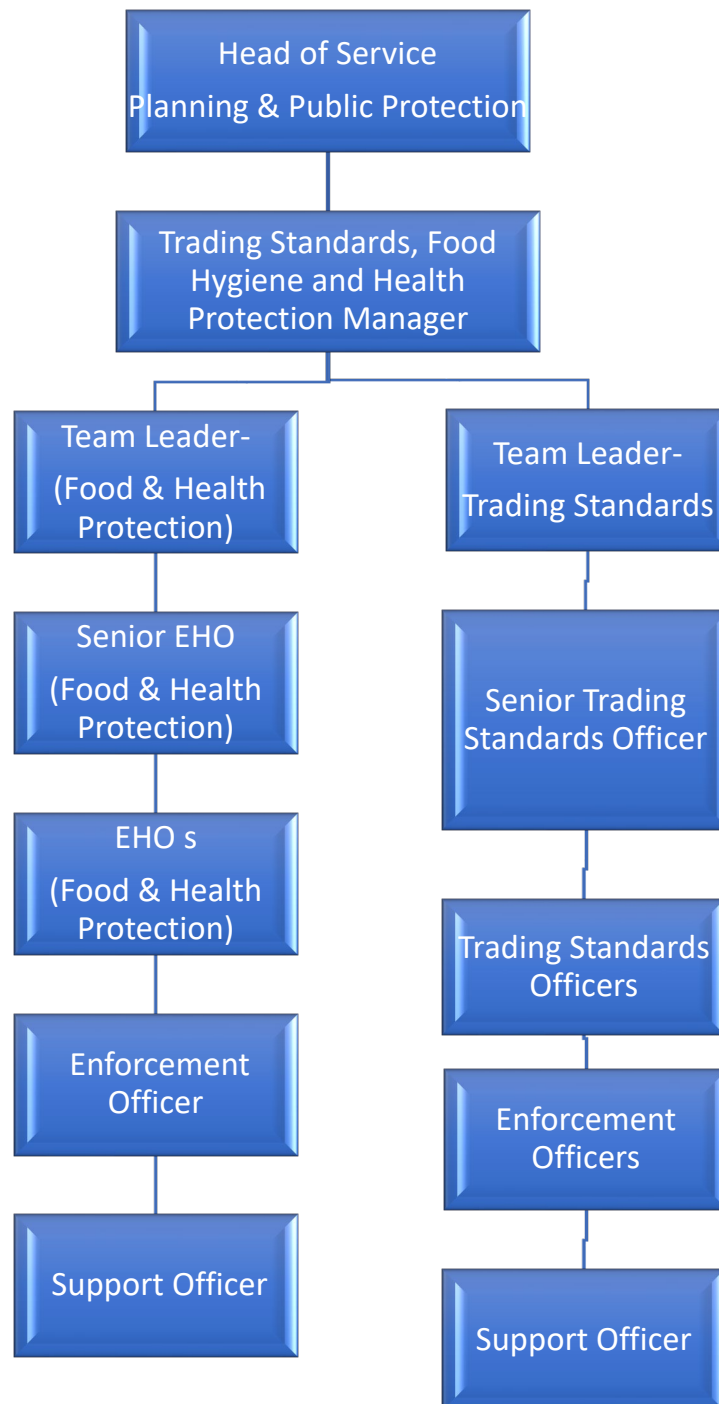 Head of Service
Planning & Public Protection
Trading Standards, Food
Hygiene and Health
Protection Manager
Team Leader-
(Food & Health
Protection)
Senior EHO
(Food & Health
Protection)
EHO s
(Food & Health
Protection)
Enforcement
Officer
Support Officer
Team Leader-
Trading Standards
Senior Trading
Standards Officer
Trading Standards
Officers
Enforcement
Officers
Support Officer